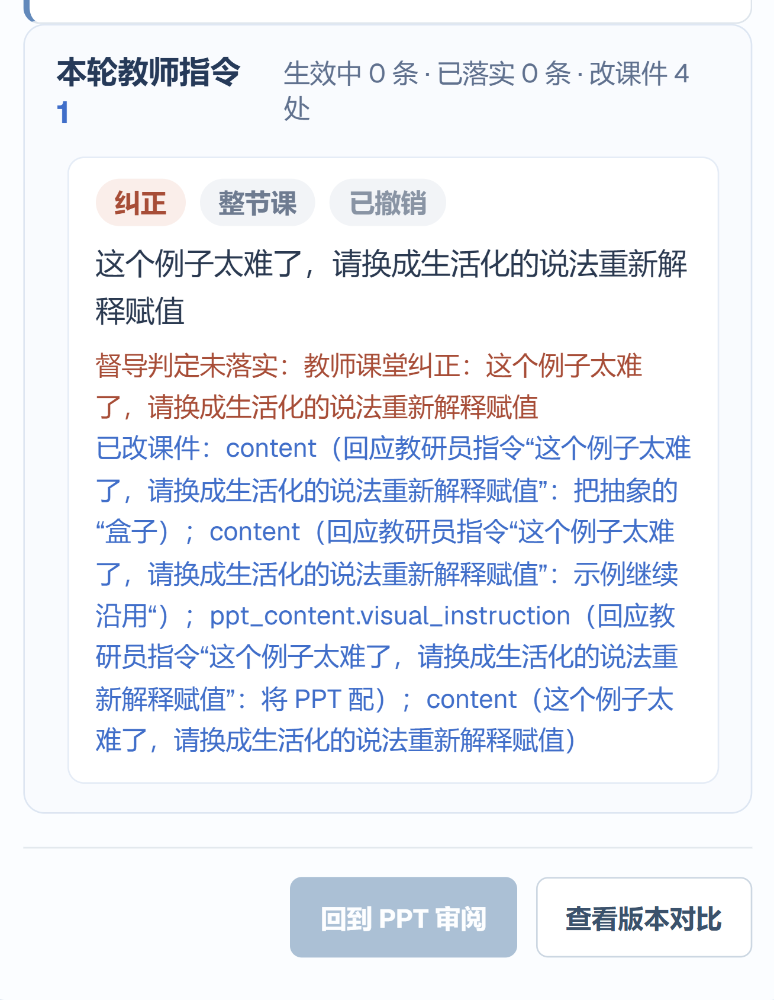 本轮教师指令
1
生效中 0 条 · 已落实 0 条 · 改课件 4
处
纠正 整节课 已撤销
这个例子太难了，请换成生活化的说法重新解
释赋值
督导判定未落实：教师课堂纠正：这个例子太难
了，请换成生活化的说法重新解释赋值
已改课件：content（回应教研员指令“这个例子太难
了，请换成生活化的说法重新解释赋值”：把抽象的
“盒子）；content（回应教研员指令“这个例子太难
了，请换成生活化的说法重新解释赋值”：示例继续
沿用“）；ppt_content.visual_instruction（回应教
研员指令“这个例子太难了，请换成生活化的说法重
新解释赋值”：将 PPT 配）；content（这个例子太
难了，请换成生活化的说法重新解释赋值）
回到 PPT 审阅 查看版本对比